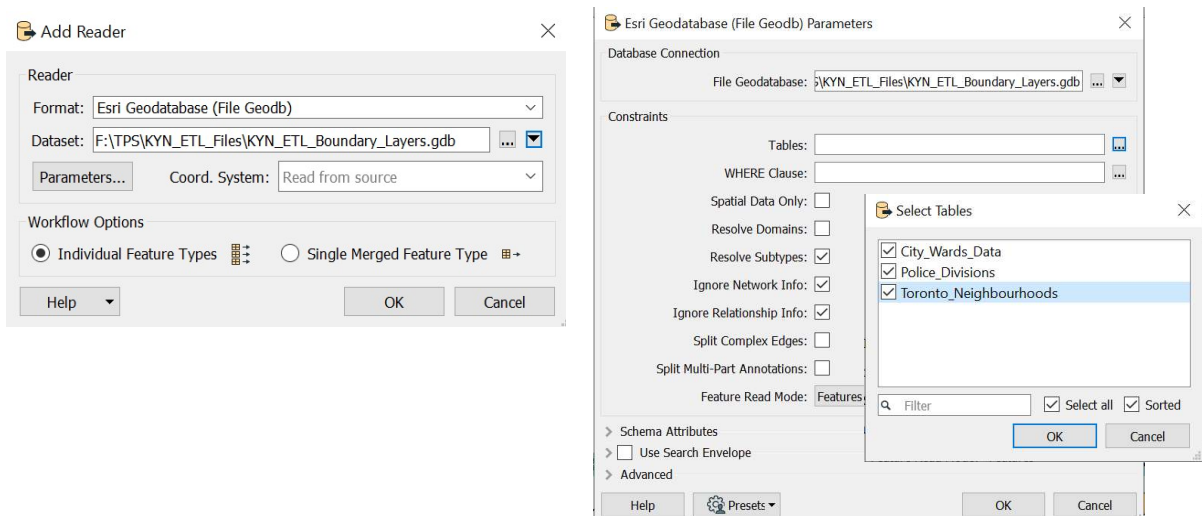 Add Reader
Reader
Format: Esri Geodatabase (File Geodb)
Dataset: F:\TPS\KYN_ETL_Files\KYN_ETL_Boundary_Layers.gdb ...
Parameters... Coord. System: Read from source
Workflow Options
Individual Feature Types Single Merged Feature Type
Help OK Cancel
Esri Geodatabase (File Geodb) Parameters
Database Connection
File Geodatabase: \KYN_ETL_Files\KYN_ETL_Boundary_Layers.gdb ...
Constraints
Tables: ...
WHERE Clause: ...
Spatial Data Only:
Resolve Domains:
Resolve Subtypes:
Ignore Network Info:
Ignore Relationship Info:
Split Complex Edges:
Split Multi-Part Annotations:
Feature Read Mode: Features
Schema Attributes
Use Search Envelope
Advanced
Help Presets OK Cancel
Select Tables
City_Wards_Data
Police_Divisions
Toronto_Neighbourhoods
Filter Select all Sorted
OK Cancel